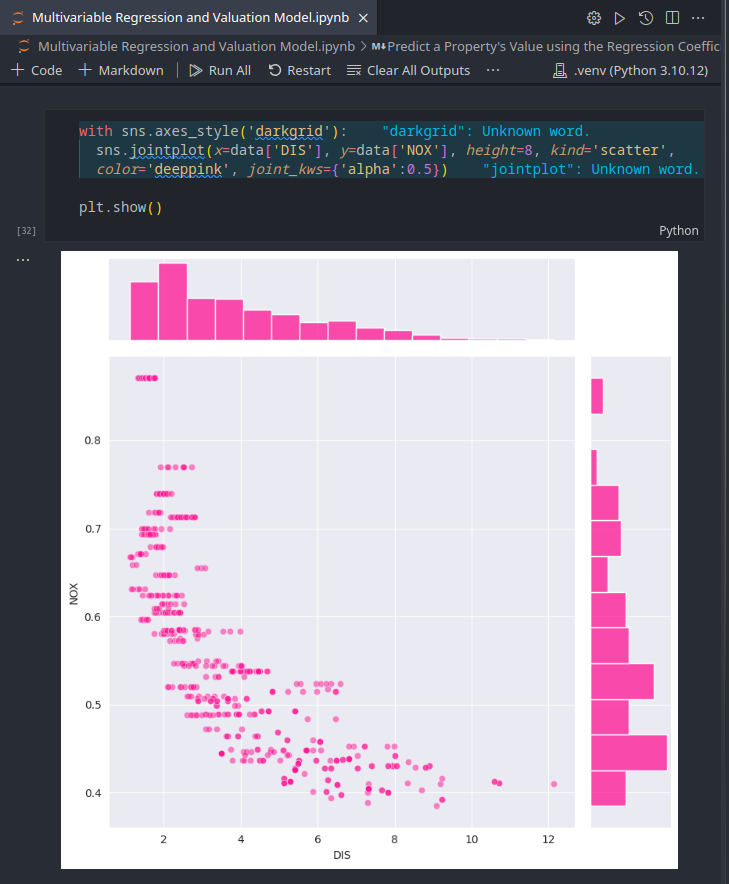 Multivariable Regression and Valuation Model.ipynb ×
Multivariable Regression and Valuation Model.ipynb > M↓Predict a Property's Value using the Regression Coeffic
+ Code + Markdown | Run All Restart Clear All Outputs ... .venv (Python 3.10.12)
with sns.axes_style('darkgrid'): "darkgrid": Unknown word.
sns.jointplot(x=data['DIS'], y=data['NOX'], height=8, kind='scatter',
color='deeppink', joint_kws={'alpha':0.5}) "jointplot": Unknown word.
plt.show()
[32]
Python
...
0.8
0.7
0.6
0.5
0.4
NOX
2 4 6 8 10 12
DIS